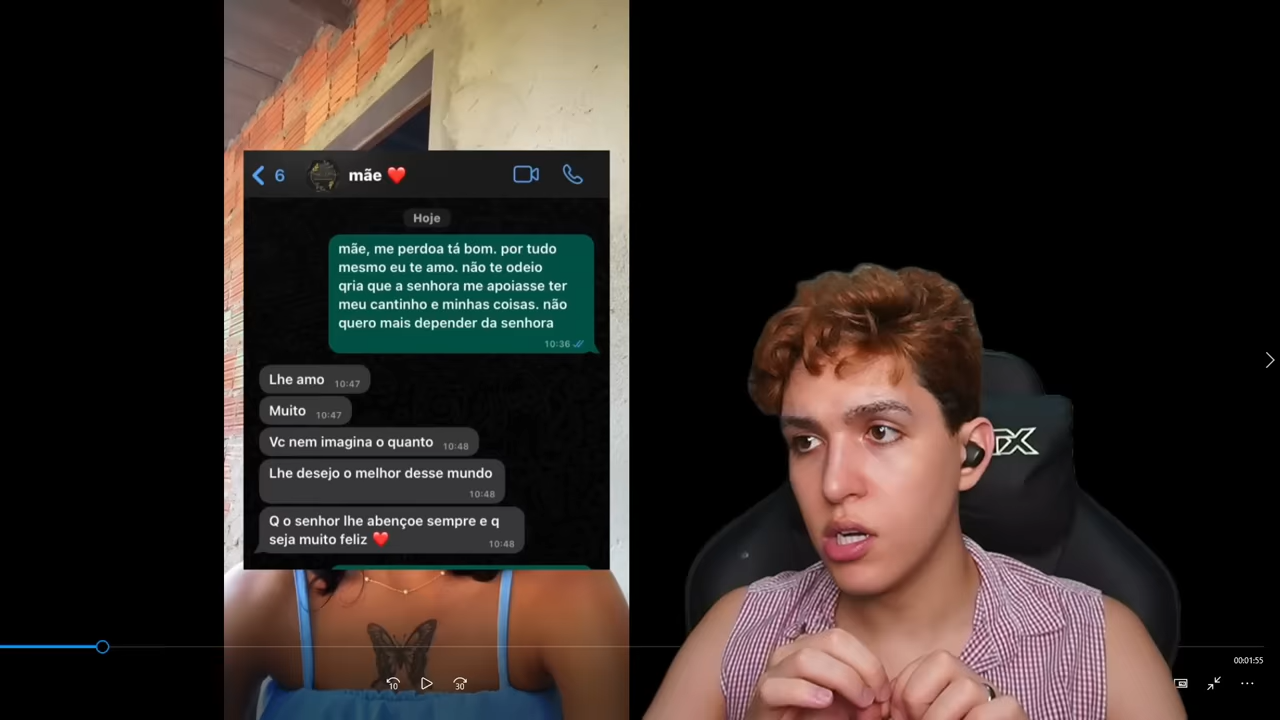 6 mãe ❤️
Hoje
mãe, me perdoa tá bom. por tudo
mesmo eu te amo. não te odeio
qria que a senhora me apoiasse ter
meu cantinho e minhas coisas. não
quero mais depender da senhora
10:36
Lhe amo 10:47
Muito 10:47
Vc nem imagina o quanto 10:48
Lhe desejo o melhor desse mundo
10:48
Q o senhor lhe abençoe sempre e q
seja muito feliz ❤️ 10:48
00:01:55
10
30